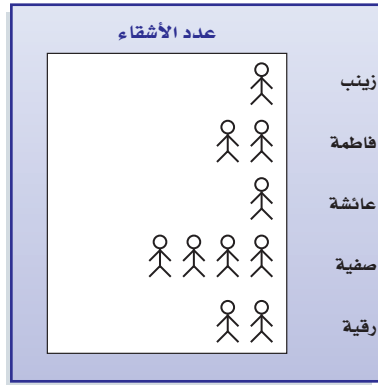 عدد الأشقاء
زينب
فاطمة
عائشة
صفية
رقية